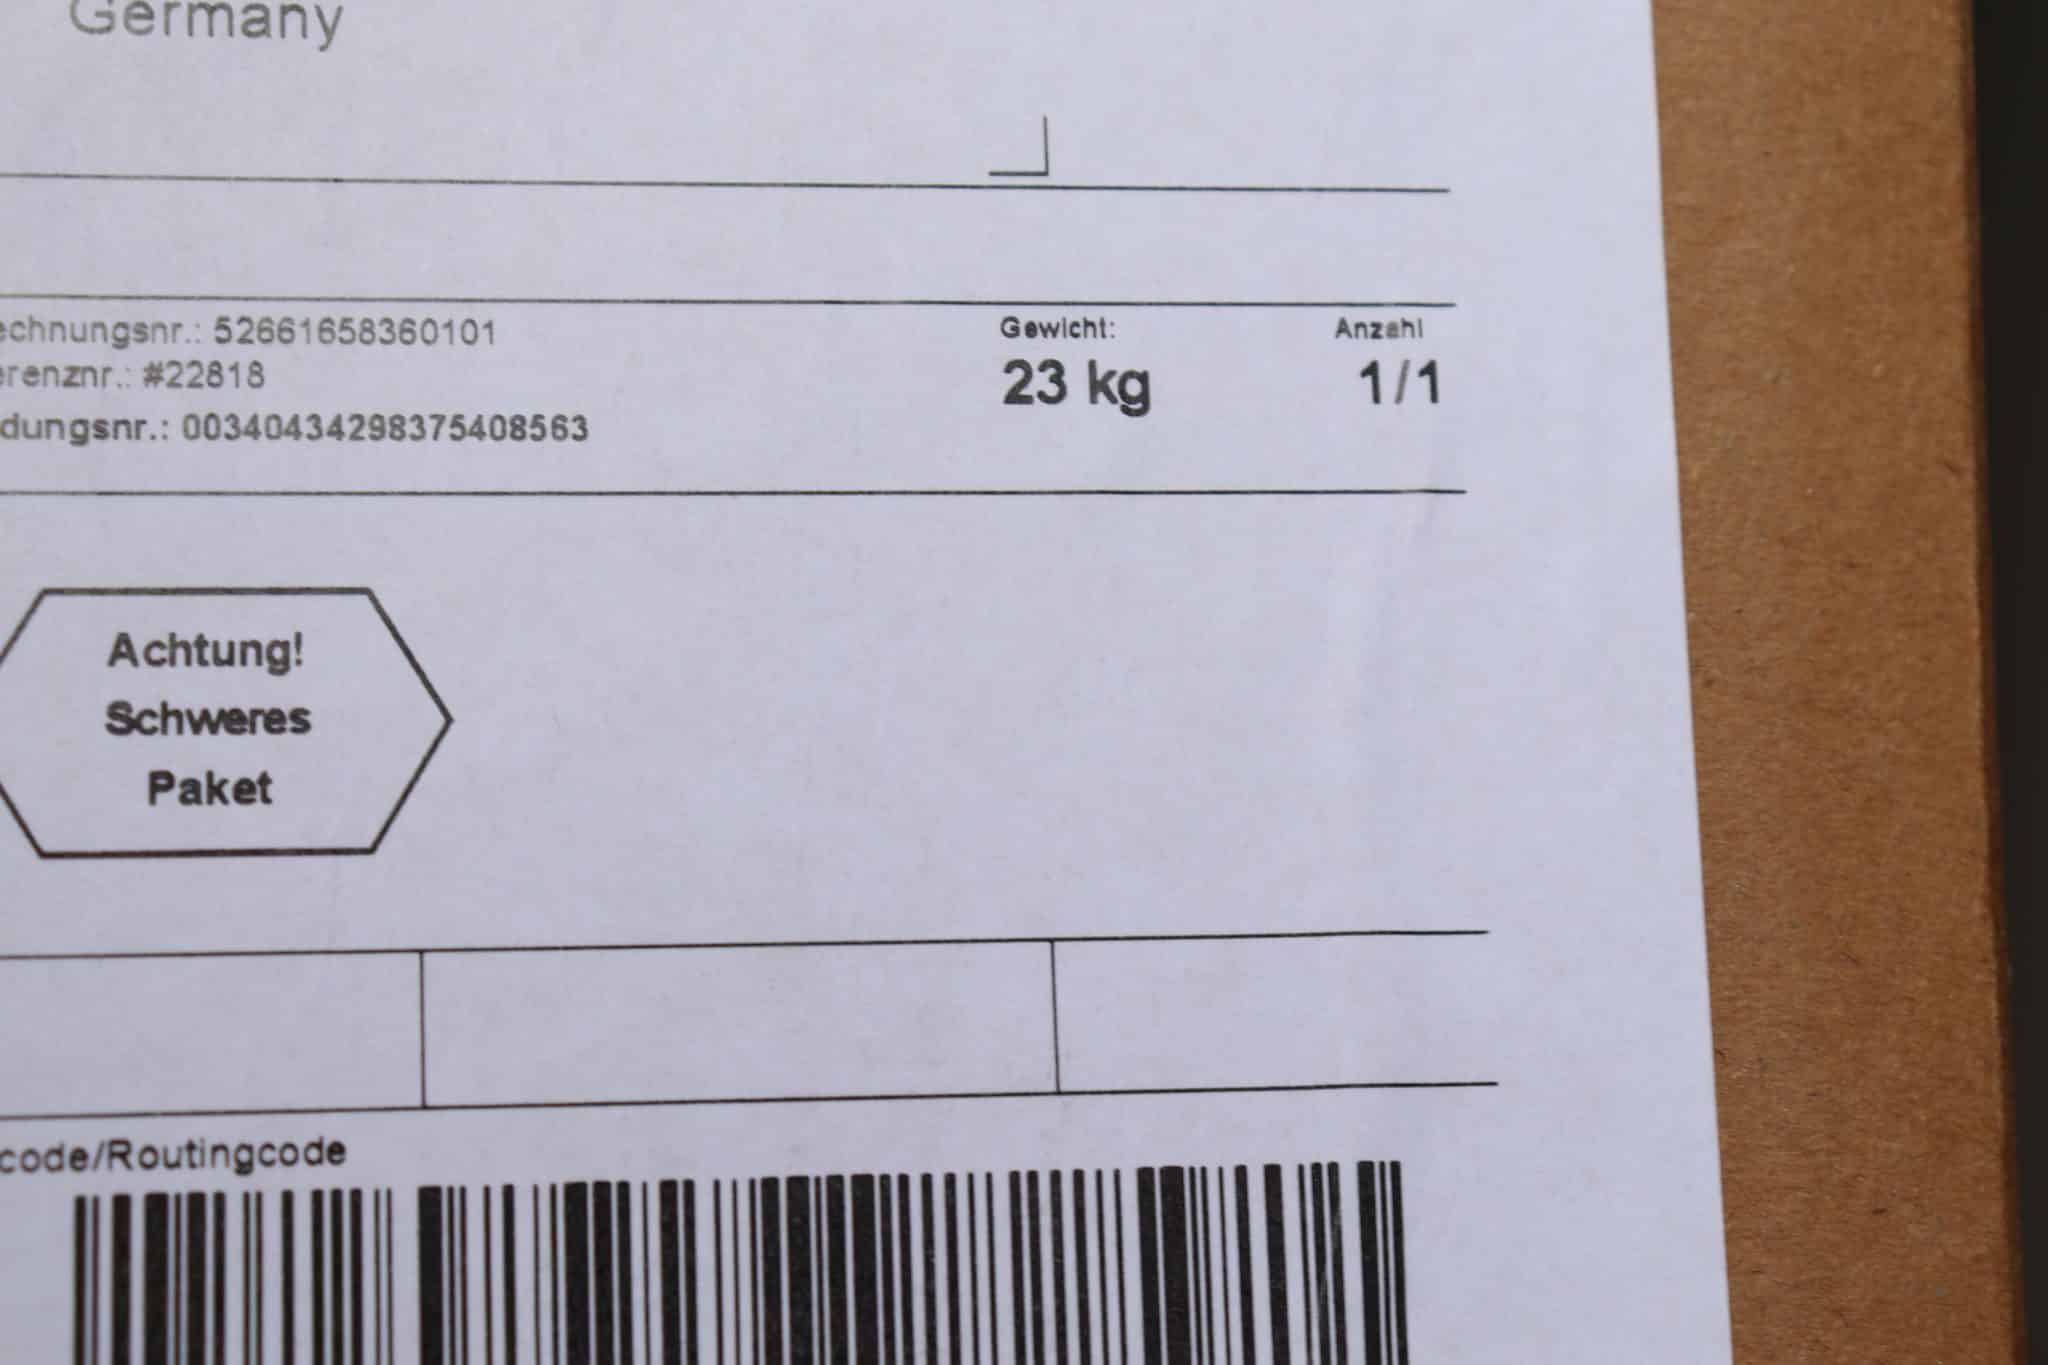 Germany
echnungsnr.: 52661658360101
Gewicht:
Anzahl
erenznr.: #22818
23 kg
1/1
dungsnr.: 00340434298375408563
Achtung!
Schweres
Paket
code/Routingcode